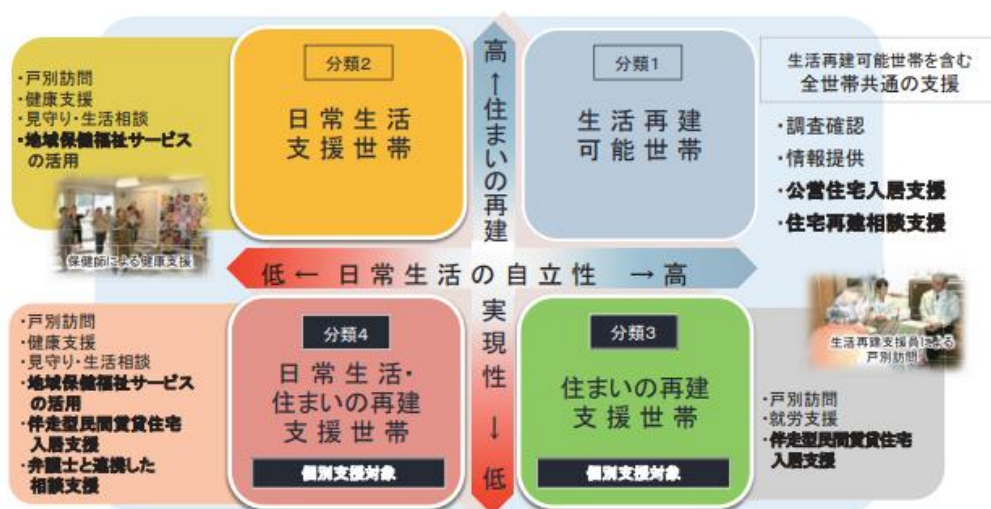 ・戸別訪問
・健康支援
・見守り・生活相談
・地域保健福祉サービス
の活用
保健師による健康支援
分類2
日常生活
支援世帯
分類1
生活再建
可能世帯
生活再建可能世帯を含む
全世帯共通の支援
・調査確認
・情報提供
・公営住宅入居支援
・住宅再建相談支援
高←住まいの再建
実現性→低
低← 日常生活の自立性 →高
・戸別訪問
・健康支援
・見守り・生活相談
・地域保健福祉サービス
の活用
・伴走型民間賃貸住宅
入居支援
・弁護士と連携した
相談支援
分類4
日常生活・
住まいの再建
支援世帯
個別支援対象
分類3
住まいの再建
支援世帯
個別支援対象
生活再建支援員による
戸別訪問
・戸別訪問
・就労支援
・伴走型民間賃貸住宅
入居支援